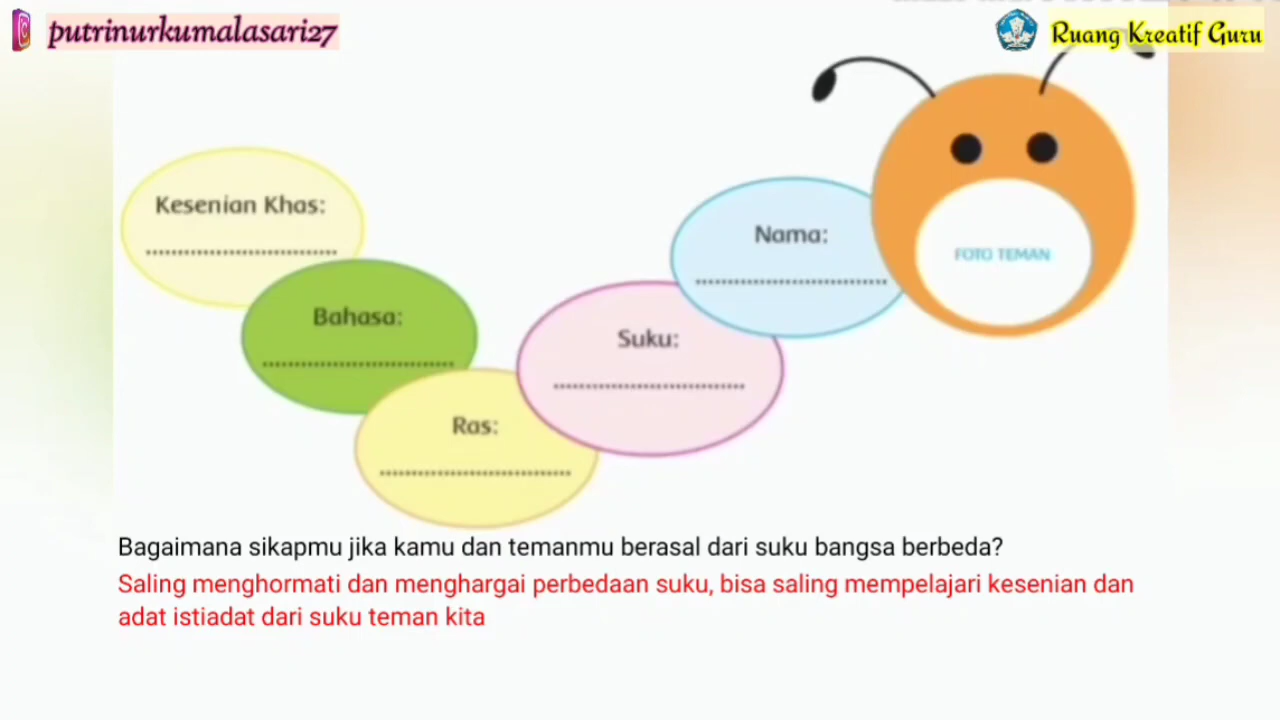 putrinurkumalasari27
Ruang Kreatif Guru
Kesenian Khas:
..............................
Bahasa:
..............................
Ras:
..............................
Suku:
..............................
Nama:
..............................
FOTO TEMAN
Bagaimana sikapmu jika kamu dan temanmu berasal dari suku bangsa berbeda?
Saling menghormati dan menghargai perbedaan suku, bisa saling mempelajari kesenian dan
adat istiadat dari suku teman kita